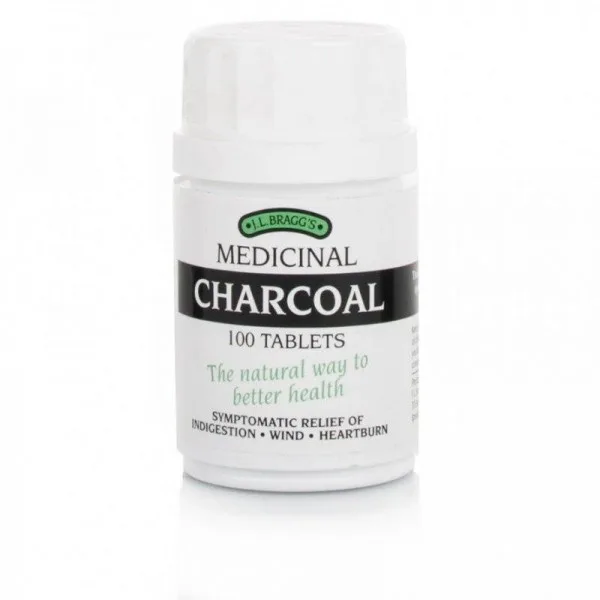 J.L. BRAGG'S
MEDICINAL
CHARCOAL
100 TABLETS
The natural way to
better health
SYMPTOMATIC RELIEF OF
INDIGESTION • WIND • HEARTBURN